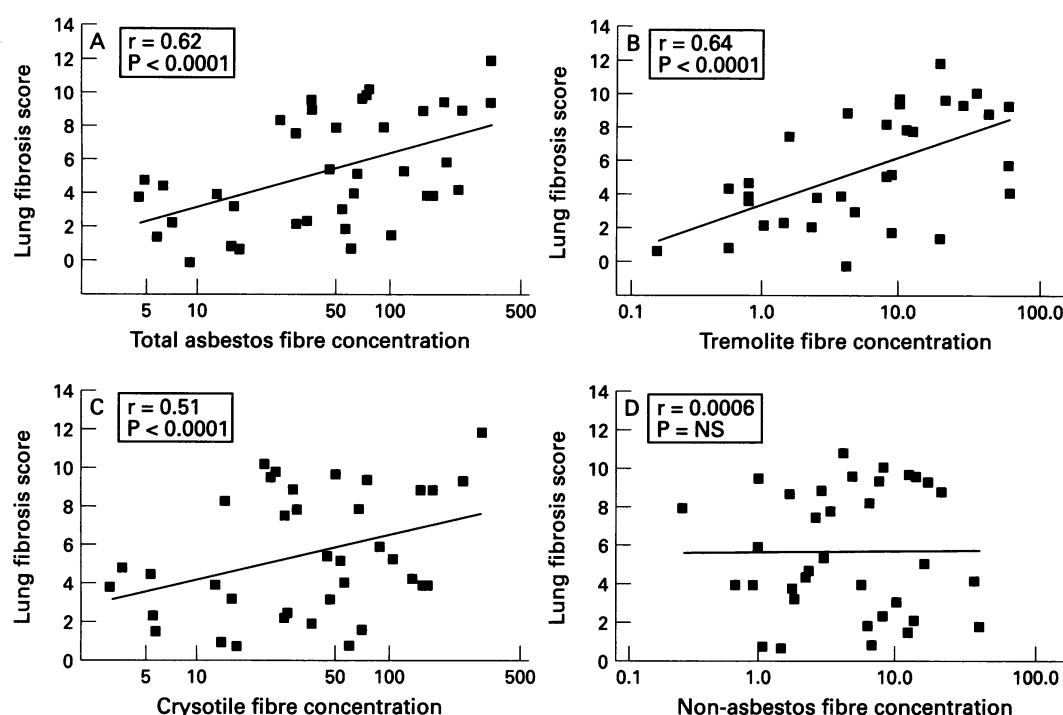 A
r = 0.62
P < 0.0001
14
12
10
8
6
4
2
0
Lung fibrosis score
5 10 50 100 500
Total asbestos fibre concentration
B
r = 0.64
P < 0.0001
14
12
10
8
6
4
2
0
Lung fibrosis score
0.1 1.0 10.0 100.0
Tremolite fibre concentration
C
r = 0.51
P < 0.0001
14
12
10
8
6
4
2
0
Lung fibrosis score
5 10 50 100 500
Crysotile fibre concentration
D
r = 0.0006
P = NS
14
12
10
8
6
4
2
0
Lung fibrosis score
0.1 1.0 10.0 100.0
Non-asbestos fibre concentration